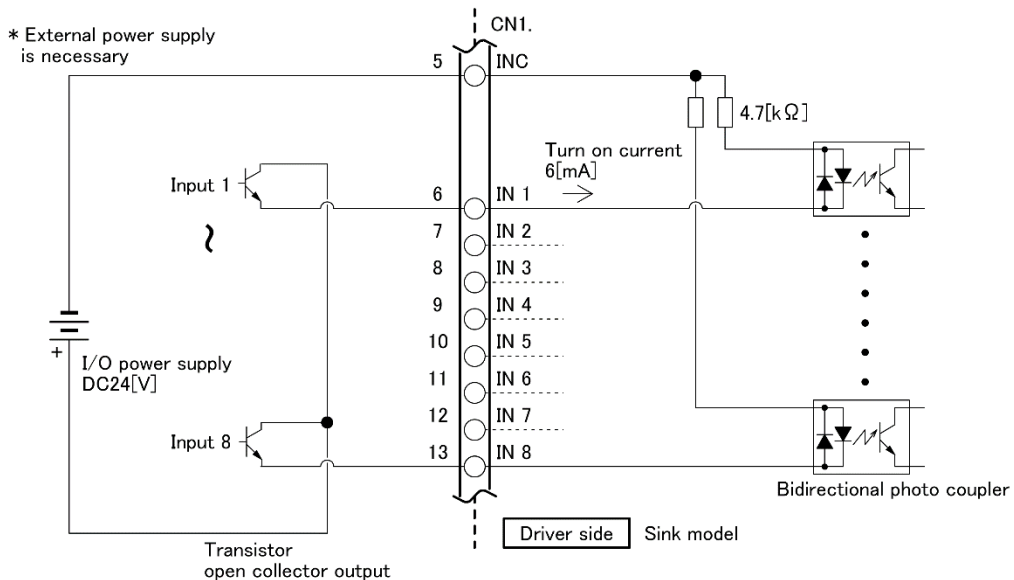 CN1.
* External power supply
is necessary
5 INC
4.7[kΩ]
Turn on current
6[mA]
Input 1
6 IN 1
7 IN 2
8 IN 3
9 IN 4
10 IN 5
11 IN 6
12 IN 7
13 IN 8
+
I/O power supply
DC24[V]
Input 8
Bidirectional photo coupler
Driver side
Sink model
Transistor
open collector output